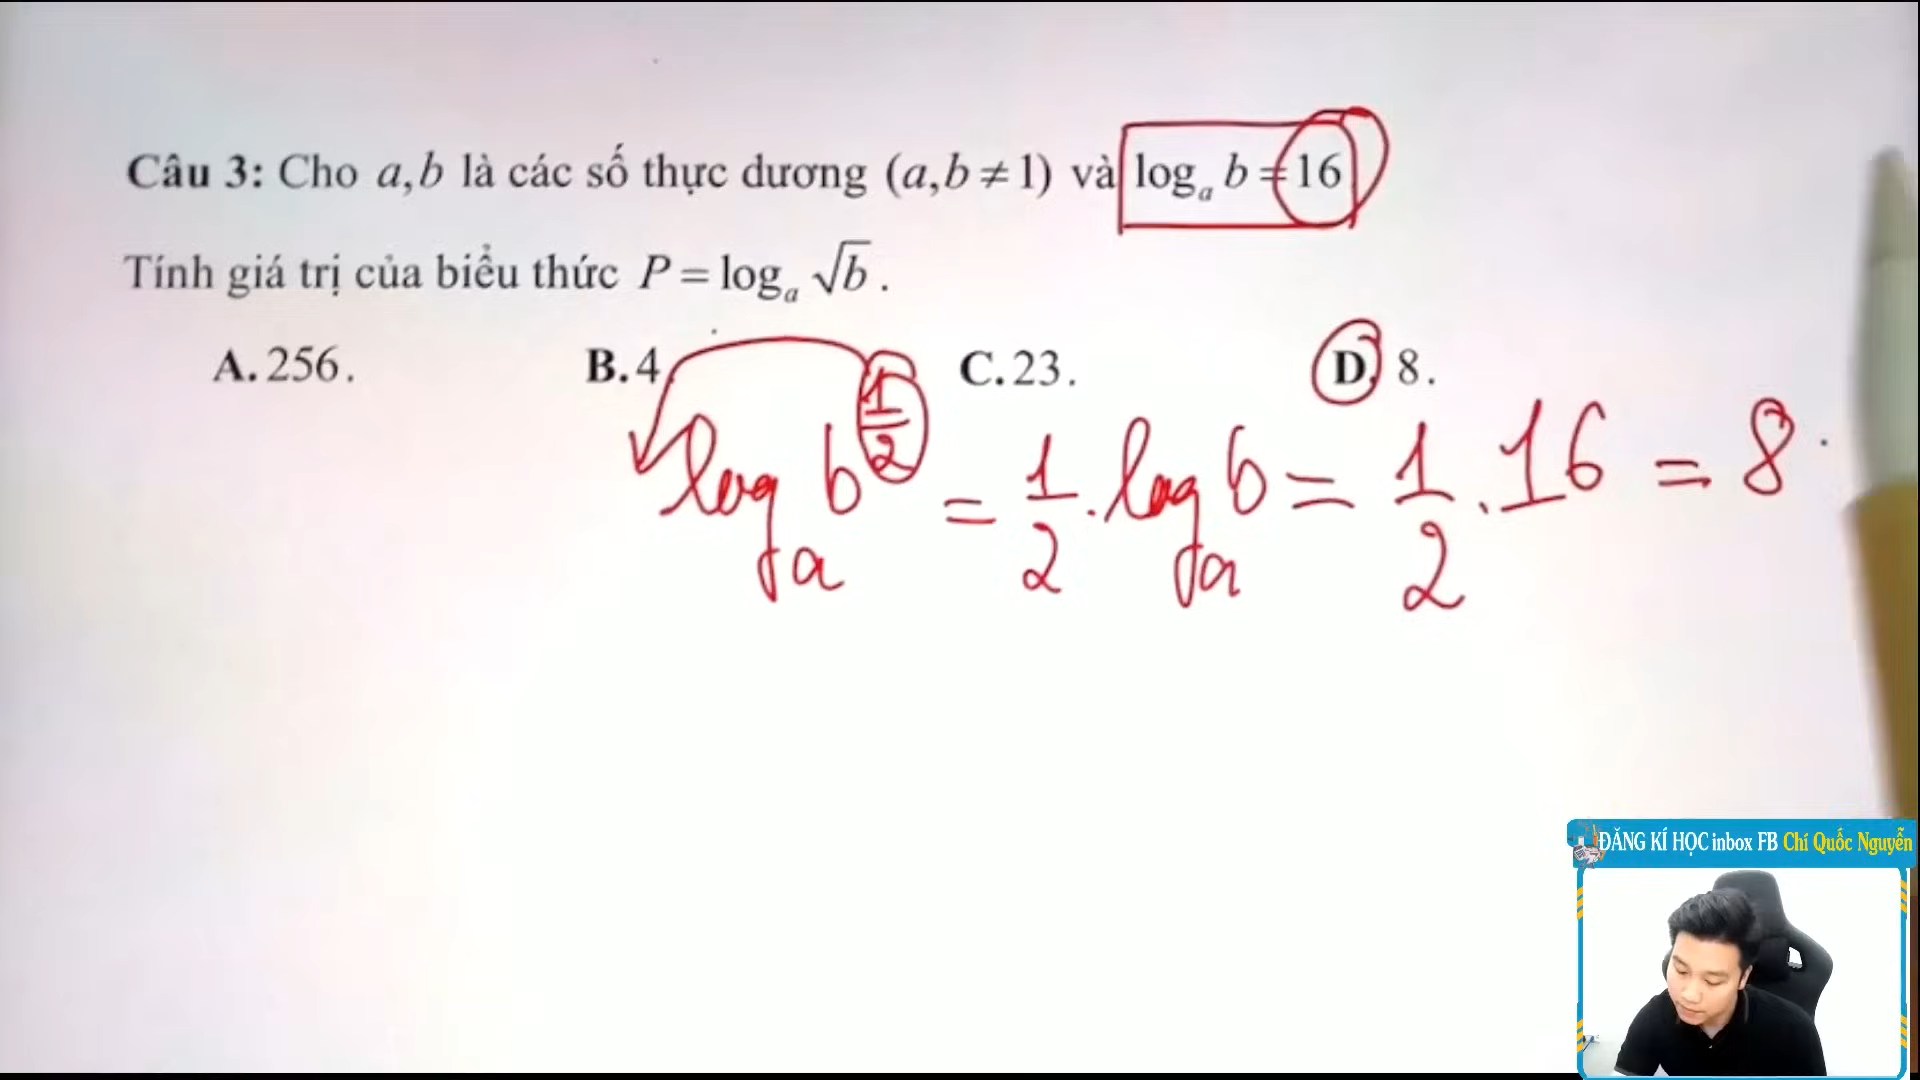 Câu 3: Cho a,b là các số thực dương (a,b ≠ 1) và log_a b = 16
Tính giá trị của biểu thức P = log_a √b .
A. 256. B. 4 C. 23. D. 8.
log_a b^(1/2) = 1/2 . log_a b = 1/2 . 16 = 8
ĐĂNG KÍ HỌC inbox FB Chí Quốc Nguyễn